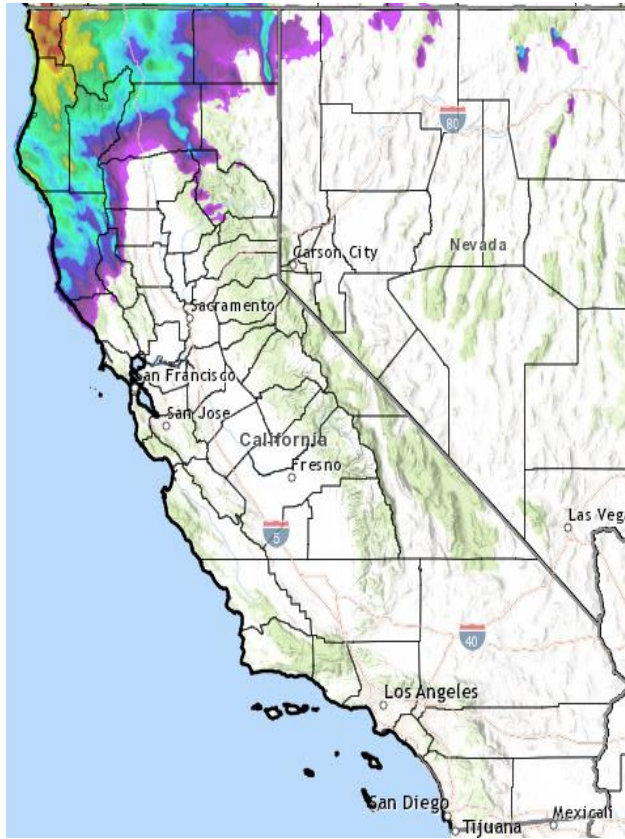 80
Carson City
Nevada
Sacramento
San Francisco
San Jose
California
Fresno
Las Vega
5
40
Los Angeles
San Diego
Mexicali
Tijuana